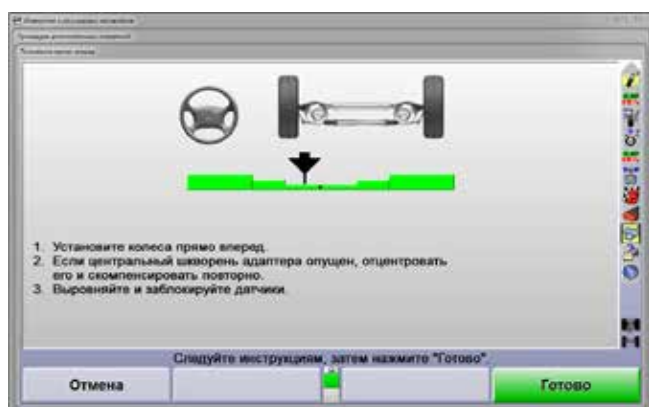 1. Установите колеса прямо вперед.
2. Если центральный шкворень адаптера опущен, отцентровать
его и скомпенсировать повторно.
3. Выровняйте и заблокируйте датчики.
Следуйте инструкциям, затем нажмите "Готово".
Отмена
Готово